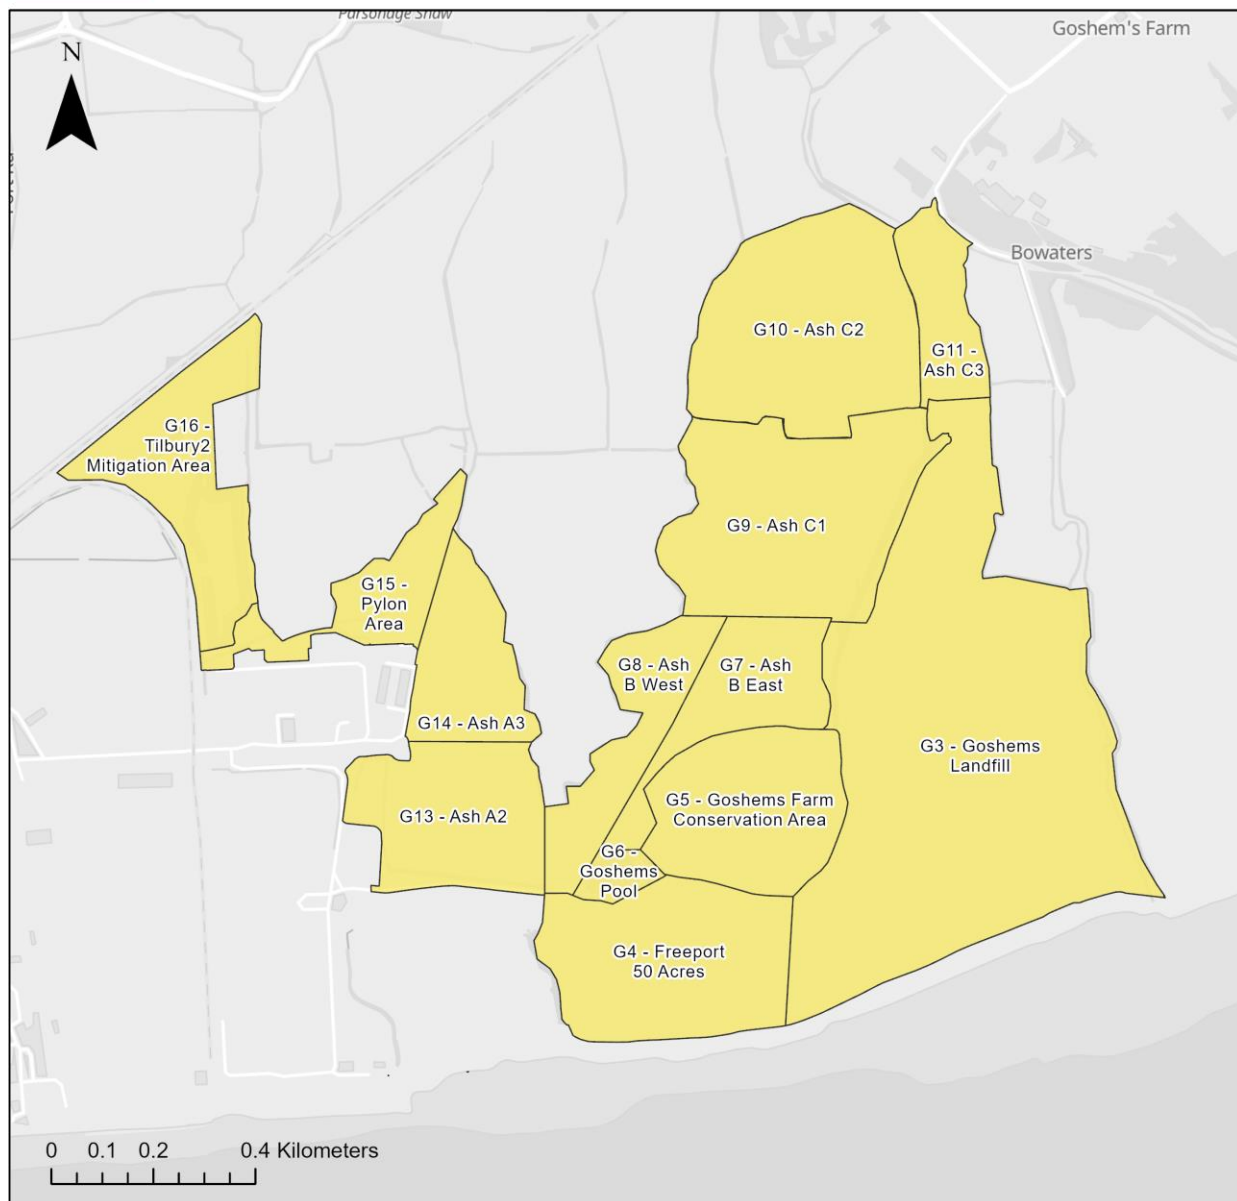 Parsonage Shaw
Goshem's Farm
N
Bowaters
G10 - Ash C2
G11 -
Ash C3
G16 -
Tilbury2
Mitigation Area
G9 - Ash C1
G15 -
Pylon
Area
G8 - Ash
B West
G7 - Ash
B East
G14 - Ash A3
G3 - Goshems
Landfill
G5 - Goshems Farm
Conservation Area
G13 - Ash A2
G6 -
Goshems
Pool
G4 - Freeport
50 Acres
0 0.1 0.2 0.4 Kilometers